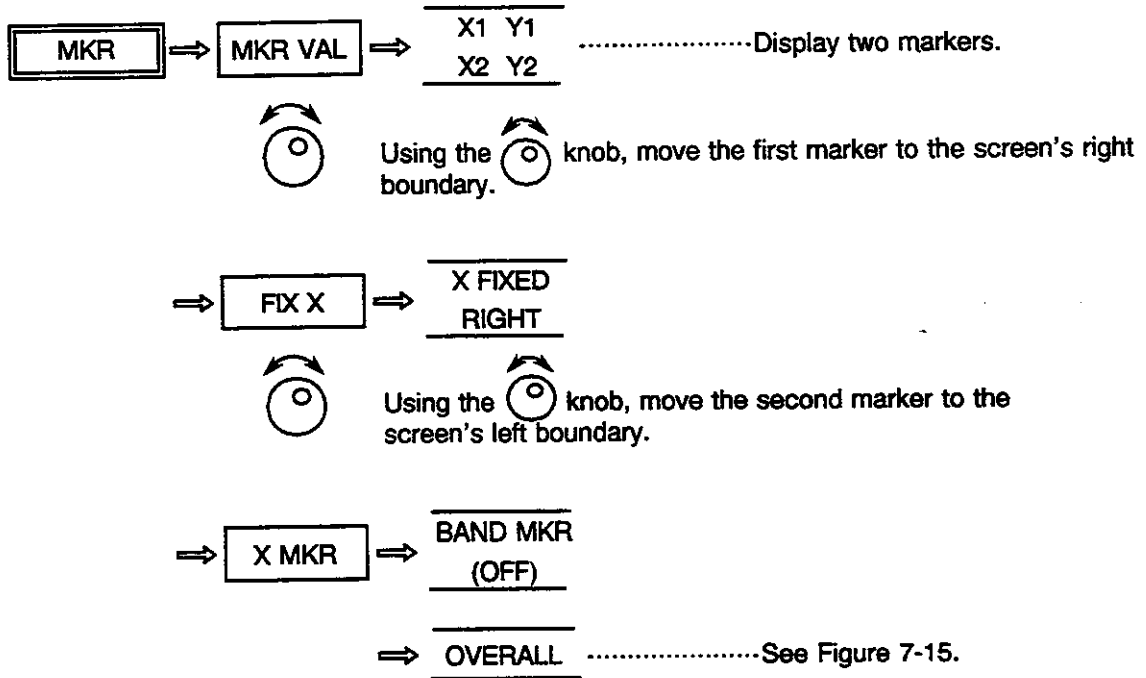 MKR MKR VAL X1 Y1
X2 Y2 Display two markers.
Using the knob, move the first marker to the screen's right
boundary.
FIX X X FIXED
RIGHT
Using the knob, move the second marker to the
screen's left boundary.
X MKR BAND MKR
(OFF)
OVERALL See Figure 7-15.